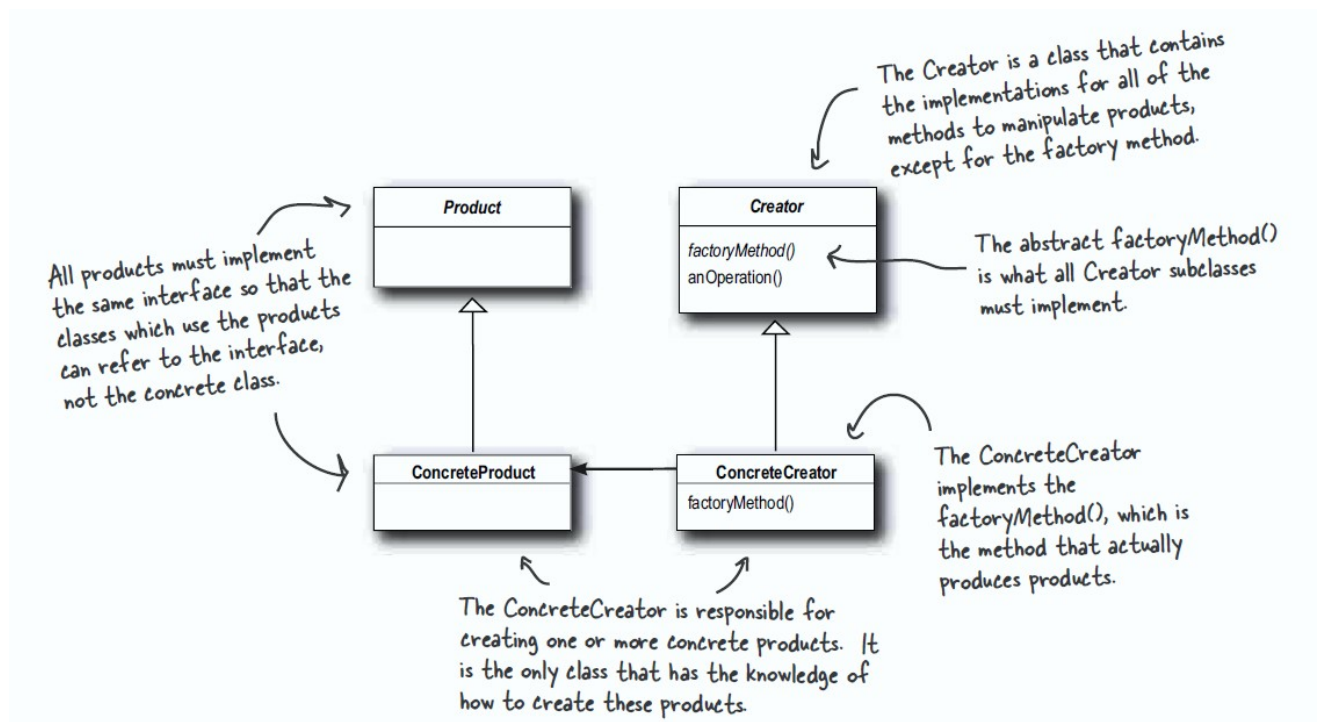 The Creator is a class that contains
the implementations for all of the
methods to manipulate products,
except for the factory method.
Product
Creator
factoryMethod()
anOperation()
The abstract factoryMethod()
is what all Creator subclasses
must implement.
All products must implement
the same interface so that the
classes which use the products
can refer to the interface,
not the concrete class.
ConcreteProduct
ConcreteCreator
factoryMethod()
The ConcreteCreator
implements the
factoryMethod(), which is
the method that actually
produces products.
The ConcreteCreator is responsible for
creating one or more concrete products. It
is the only class that has the knowledge of
how to create these products.